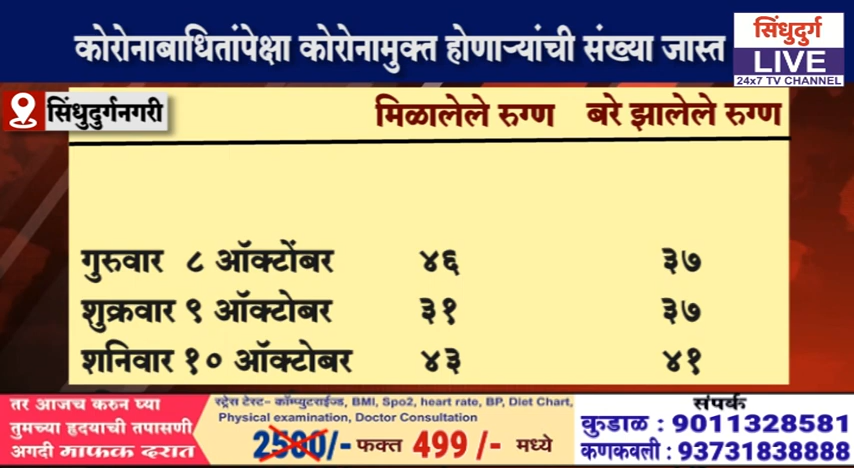 कोरोनाबाधितांपेक्षा कोरोनामुक्त होणाऱ्यांची संख्या जास्त
सिंधुदुर्ग
LIVE
24x7 TV CHANNEL
सिंधुदुर्गनगरी
मिळालेले रुग्ण बरे झालेले रुग्ण
गुरुवार ८ ऑक्टोंबर ४६ ३७
शुक्रवार ९ ऑक्टोबर ३१ ३७
शनिवार १० ऑक्टोबर ४३ ४१
तर आजच करुन घ्या
तुमच्या हृदयाची तपासणी
अगदी माफक दरात
स्ट्रेस टेस्ट- कॉम्प्युटराईज्ड, BMI, Spo2, heart rate, BP, Diet Chart,
Physical examination, Doctor Consultation
2500/- फक्त 499 /- मध्ये
संपर्क
कुडाळ : 9011328581
कणकवली : 93731838888